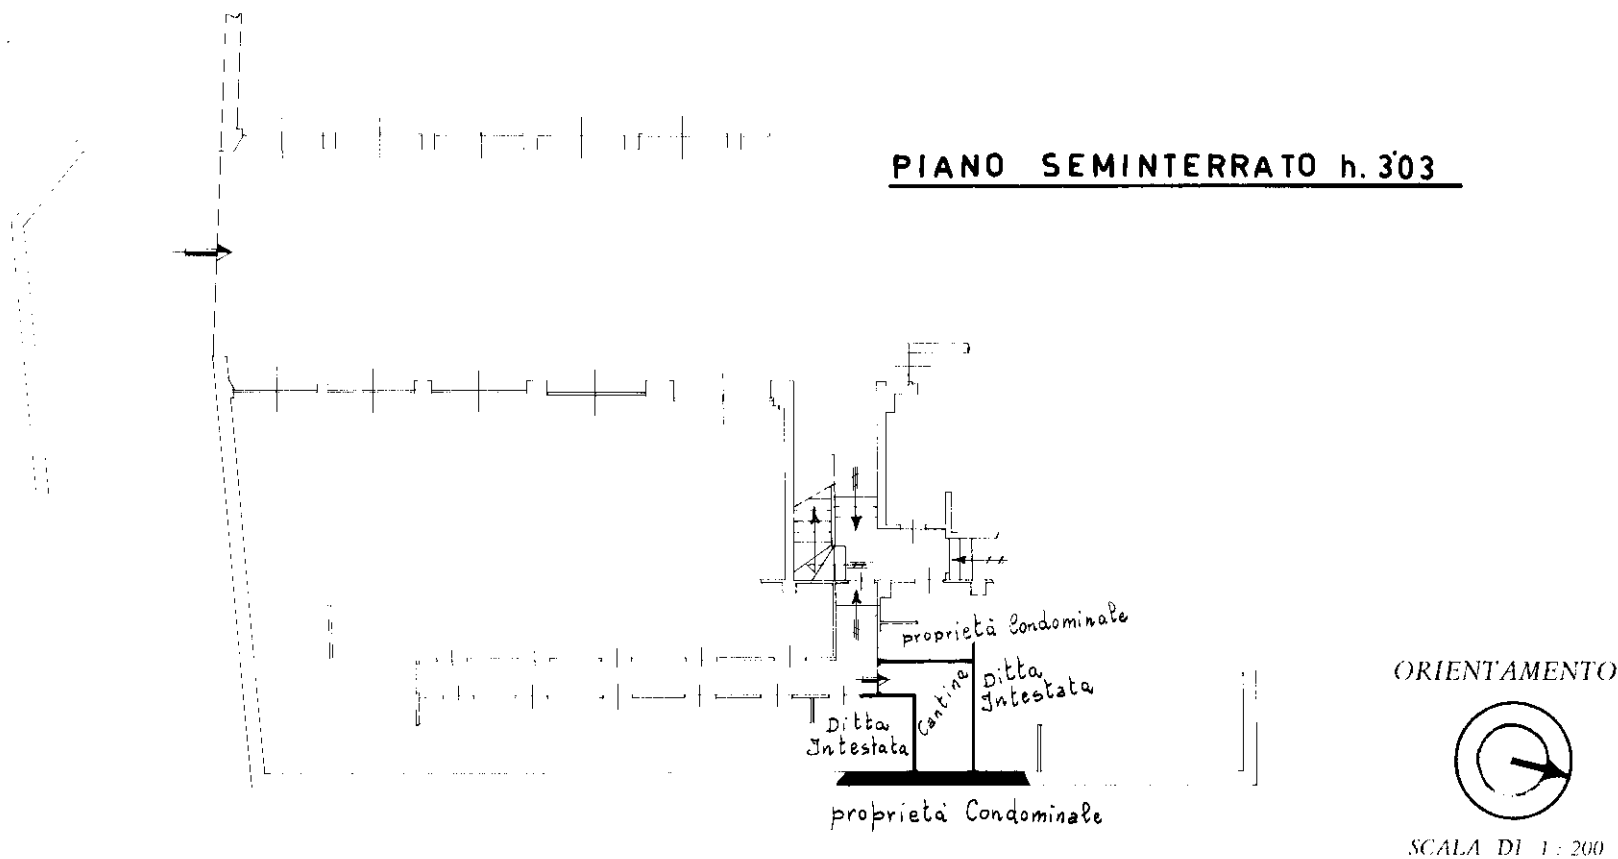 PIANO SEMINTERRATO h. 3'03
proprietà Condominale
Ditta
Intestata
Cantina
Ditta
Intestata
proprietà Condominale
ORIENTAMENTO
SCALA DI 1:200